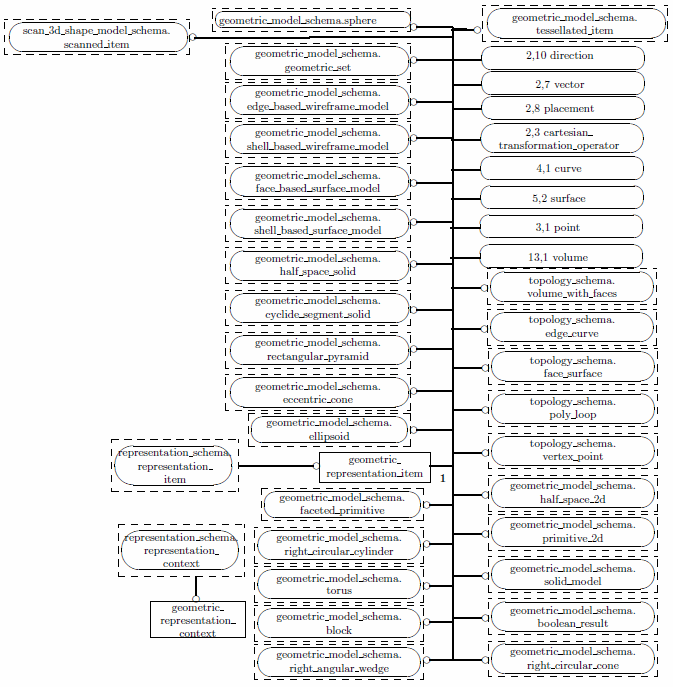 geometric_model_schema.sphere
scan_3d_shape_model_schema.
scanned_item
geometric_model_schema.
geometric_set
geometric_model_schema.
edge_based_wireframe_model
geometric_model_schema.
shell_based_wireframe_model
geometric_model_schema.
face_based_surface_model
geometric_model_schema.
shell_based_surface_model
geometric_model_schema.
half_space_solid
geometric_model_schema.
cyclide_segment_solid
geometric_model_schema.
rectangular_pyramid
geometric_model_schema.
eccentric_cone
geometric_model_schema.
ellipsoid
representation_schema.
representation_
item
geometric_
representation_item
1
geometric_model_schema.
faceted_primitive
representation_schema.
representation_
context
geometric_
representation_
context
geometric_model_schema.
right_circular_cylinder
geometric_model_schema.
torus
geometric_model_schema.
block
geometric_model_schema.
right_angular_wedge
geometric_model_schema.
tessellated_item
2,10 direction
2,7 vector
2,8 placement
2,3 cartesian_
transformation_operator
4,1 curve
5,2 surface
3,1 point
13,1 volume
topology_schema.
volume_with_faces
topology_schema.
edge_curve
topology_schema.
face_surface
topology_schema.
poly_loop
topology_schema.
vertex_point
geometric_model_schema.
half_space_2d
geometric_model_schema.
primitive_2d
geometric_model_schema.
solid_model
geometric_model_schema.
boolean_result
geometric_model_schema.
right_circular_cone